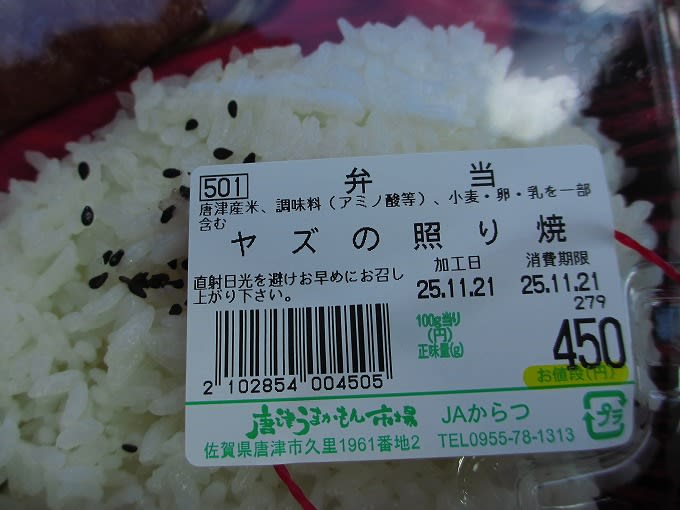 501 弁当
唐津産米、調味料（アミノ酸等）、小麦・卵・乳を一部
含む
ヤズの照り焼
直射日光を避けお早めにお召し
上がり下さい。
加工日 消費期限
25.11.21 25.11.21
279
100g当り
(円)
正味量(g)
450
お値段(円)
2 102854 004505
唐津うまかもん市場 JAからつ
佐賀県唐津市久里1961番地2 TEL0955-78-1313
プラ